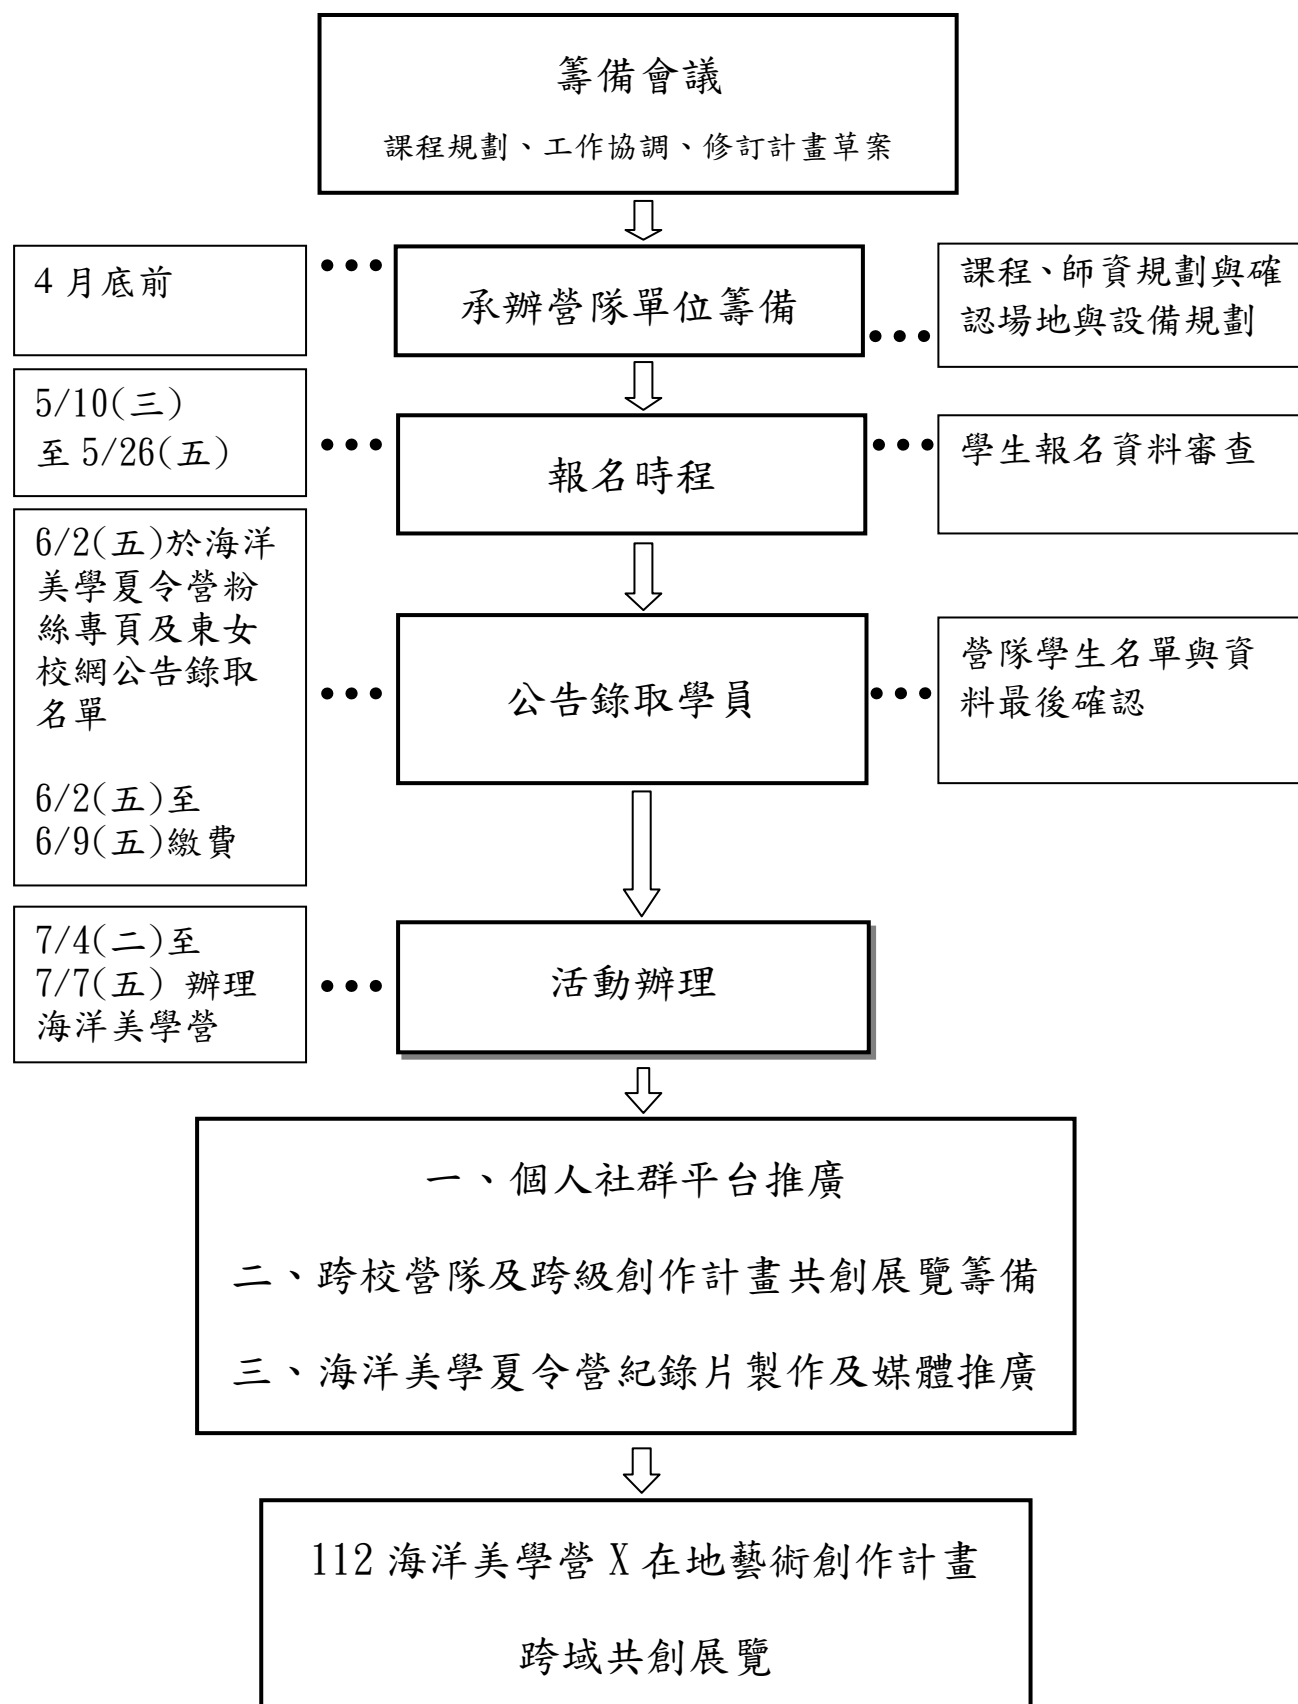 籌備會議
課程規劃、工作協調、修訂計畫草案
4 月底前
承辦營隊單位籌備
課程、師資規劃與確
認場地與設備規劃
5/10(三)
至 5/26(五)
報名時程
學生報名資料審查
6/2(五)於海洋
美學夏令營粉
絲專頁及東女
校網公告錄取
名單
6/2(五)至
6/9(五)繳費
公告錄取學員
營隊學生名單與資
料最後確認
7/4(二)至
7/7(五) 辦理
海洋美學營
活動辦理
一、個人社群平台推廣
二、跨校營隊及跨級創作計畫共創展覽籌備
三、海洋美學夏令營紀錄片製作及媒體推廣
112 海洋美學營 X 在地藝術創作計畫
跨域共創展覽